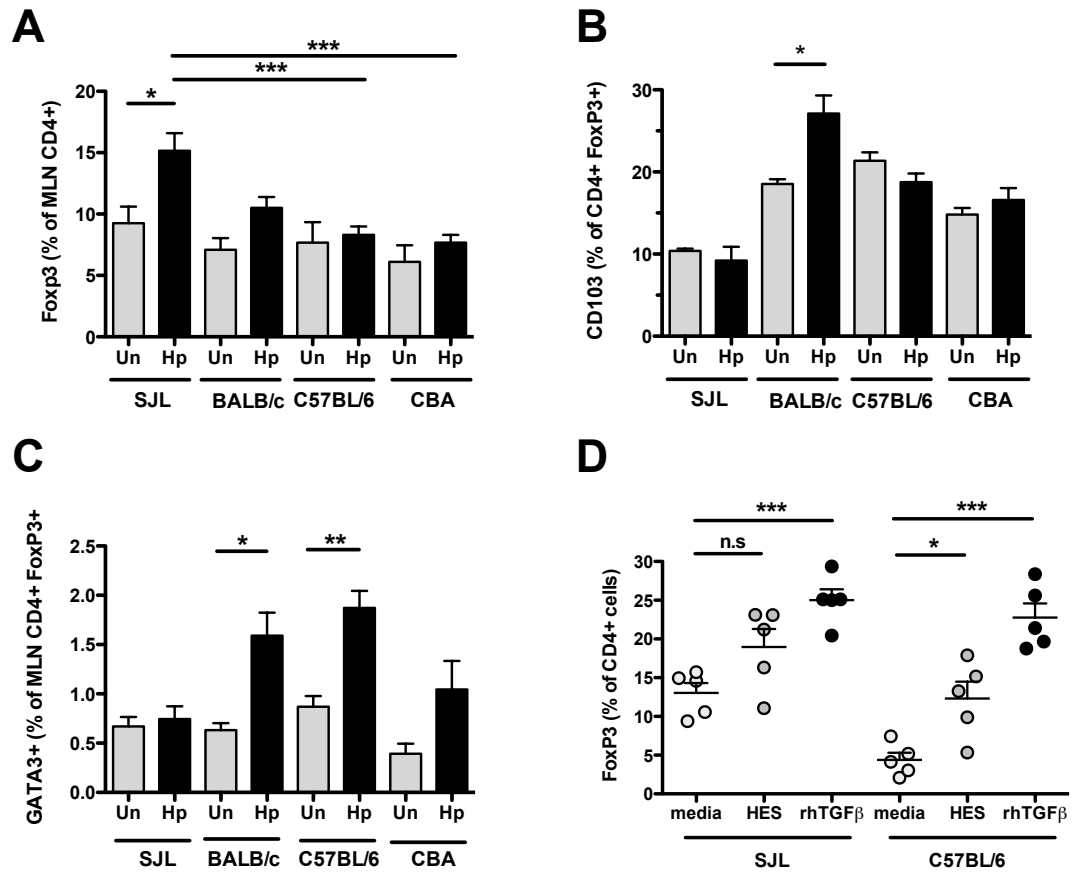 A
***
***
*
20
15
10
5
0
Foxp3 (% of MLN CD4+)
Un Hp Un Hp Un Hp Un Hp
SJL BALB/c C57BL/6 CBA
B
*
30
20
10
0
CD103 (% of CD4+ FoxP3+)
Un Hp Un Hp Un Hp Un Hp
SJL BALB/c C57BL/6 CBA
C
* **
2.5
2.0
1.5
1.0
0.5
0.0
GATA3+ (% of MLN CD4+ FoxP3+
Un Hp Un Hp Un Hp Un Hp
SJL BALB/c C57BL/6 CBA
D
*** ***
n.s *
30
25
20
15
10
5
0
FoxP3 (% of CD4+ cells)
media HES rhTGFβ media HES rhTGFβ
SJL C57BL/6